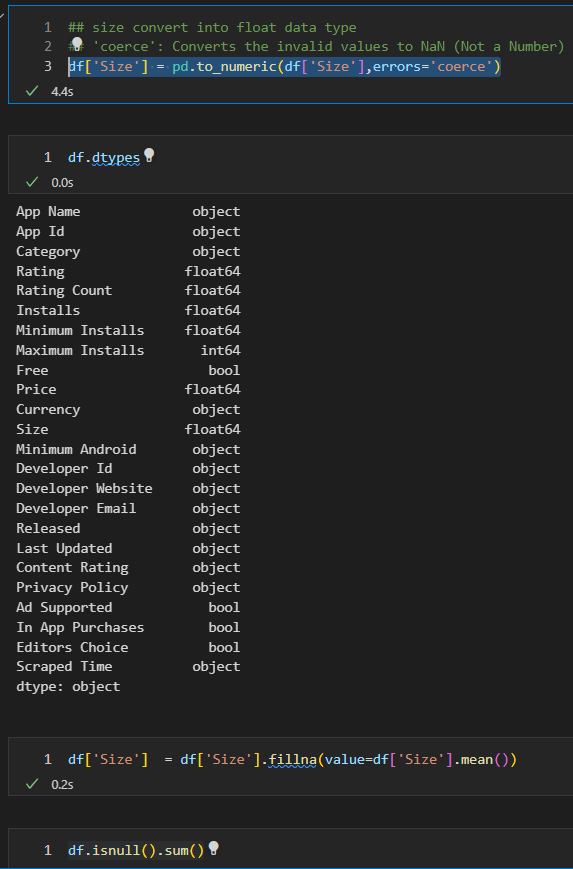 1 ## size convert into float data type
2 ## 'coerce': Converts the invalid values to NaN (Not a Number)
3 df['Size'] = pd.to_numeric(df['Size'],errors='coerce')
4.4s
1 df.dtypes
0.0s
App Name object
App Id object
Category object
Rating float64
Rating Count float64
Installs float64
Minimum Installs float64
Maximum Installs int64
Free bool
Price float64
Currency object
Size float64
Minimum Android object
Developer Id object
Developer Website object
Developer Email object
Released object
Last Updated object
Content Rating object
Privacy Policy object
Ad Supported bool
In App Purchases bool
Editors Choice bool
Scraped Time object
dtype: object
1 df['Size'] = df['Size'].fillna(value=df['Size'].mean())
0.2s
1 df.isnull().sum()